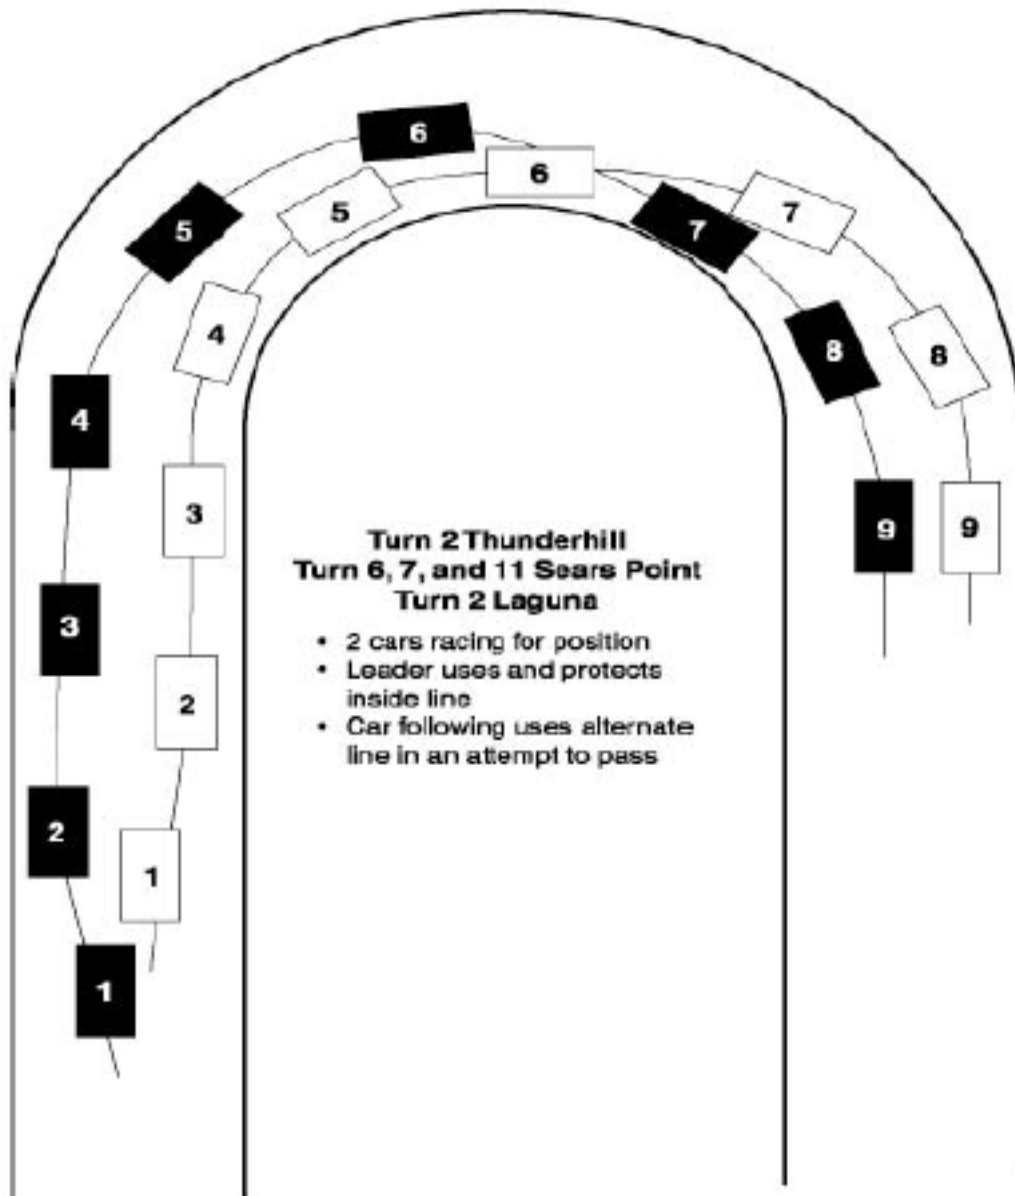 6
6
5
5
7
7
4
8
8
4
3
9
9
Turn 2 Thunderhill
Turn 6, 7, and 11 Sears Point
Turn 2 Laguna
• 2 cars racing for position
• Leader uses and protects
inside line
• Car following uses alternate
line in an attempt to pass
3
2
2
1
1